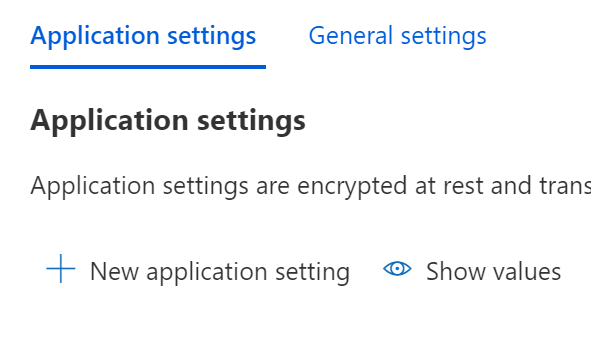 Application settings General settings
Application settings
Application settings are encrypted at rest and trans
New application setting Show values